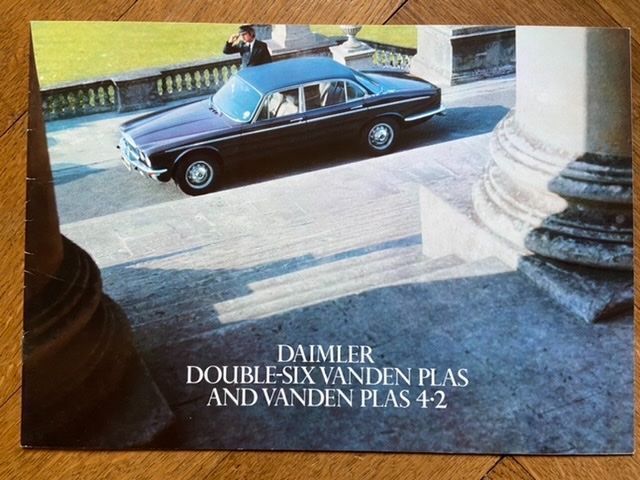 DAIMLER
DOUBLE-SIX VANDEN PLAS
AND VANDEN PLAS 4·2